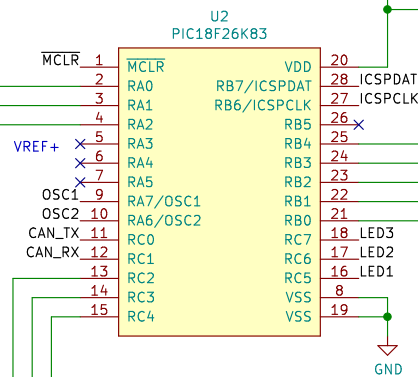 U2
PIC18F26K83
MCLR 1 MCLR VDD 20
2 RA0 RB7/ICSPDAT 28 ICSPDAT
3 RA1 RB6/ICSPCLK 27 ICSPCLK
4 RA2 RB5 26
VREF+ 5 RA3 RB4 25
6 RA4 RB3 24
7 RA5 RB2 23
OSC1 9 RA7/OSC1 RB1 22
OSC2 10 RA6/OSC2 RB0 21
CAN_TX 11 RC0 RC7 18 LED3
CAN_RX 12 RC1 RC6 17 LED2
13 RC2 RC5 16 LED1
14 RC3 VSS 8
15 RC4 VSS 19
GND